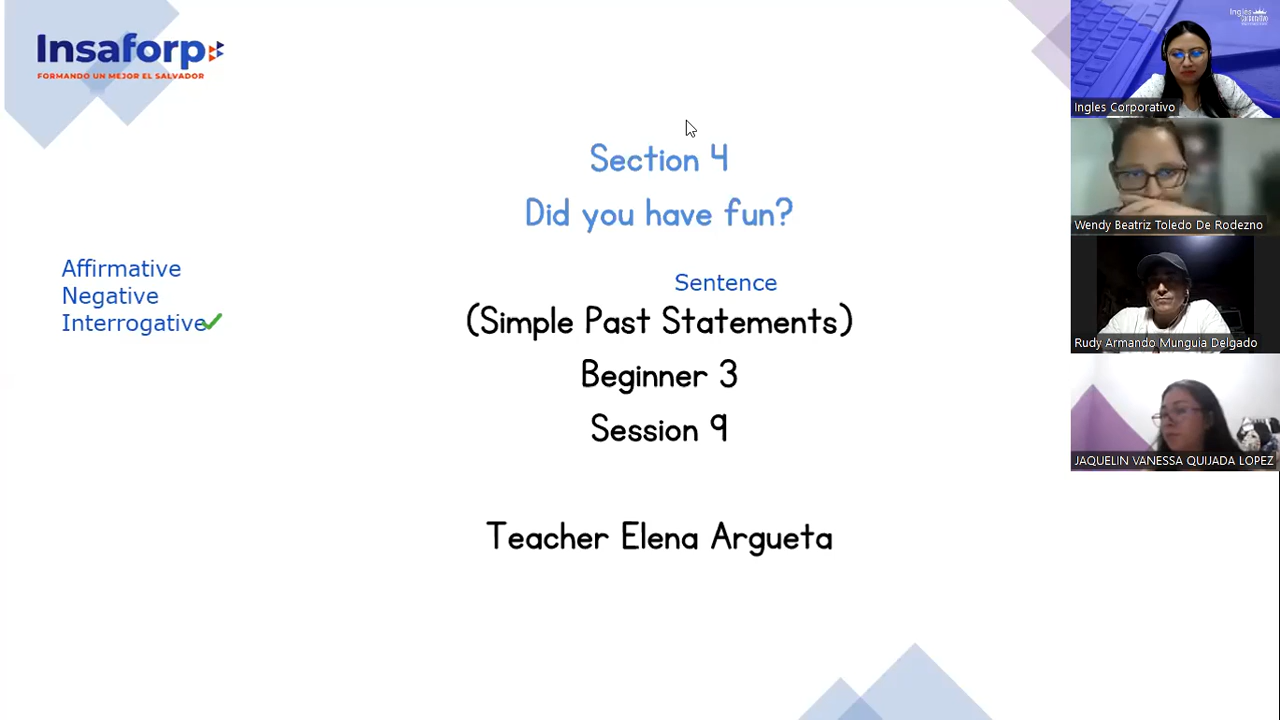 Insaforp
FORMANDO UN MEJOR EL SALVADOR
Section 4
Did you have fun?
Affirmative
Negative
Interrogative
Sentence
(Simple Past Statements)
Beginner 3
Session 9
Teacher Elena Argueta
Ingles Corporativo
Wendy Beatriz Toledo De Rodezno
Rudy Armando Munguia Delgado
JAQUELIN VANESSA QUIJADA LOPEZ